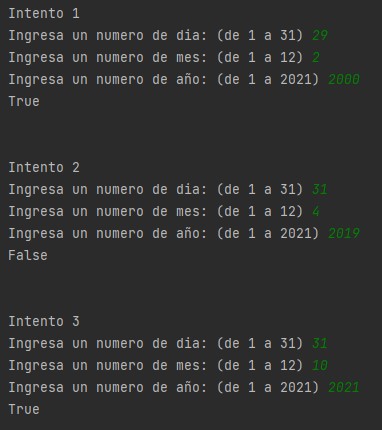 Intento 1
Ingresa un numero de dia: (de 1 a 31) 29
Ingresa un numero de mes: (de 1 a 12) 2
Ingresa un numero de año: (de 1 a 2021) 2000
True
Intento 2
Ingresa un numero de dia: (de 1 a 31) 31
Ingresa un numero de mes: (de 1 a 12) 4
Ingresa un numero de año: (de 1 a 2021) 2019
False
Intento 3
Ingresa un numero de dia: (de 1 a 31) 31
Ingresa un numero de mes: (de 1 a 12) 10
Ingresa un numero de año: (de 1 a 2021) 2021
True